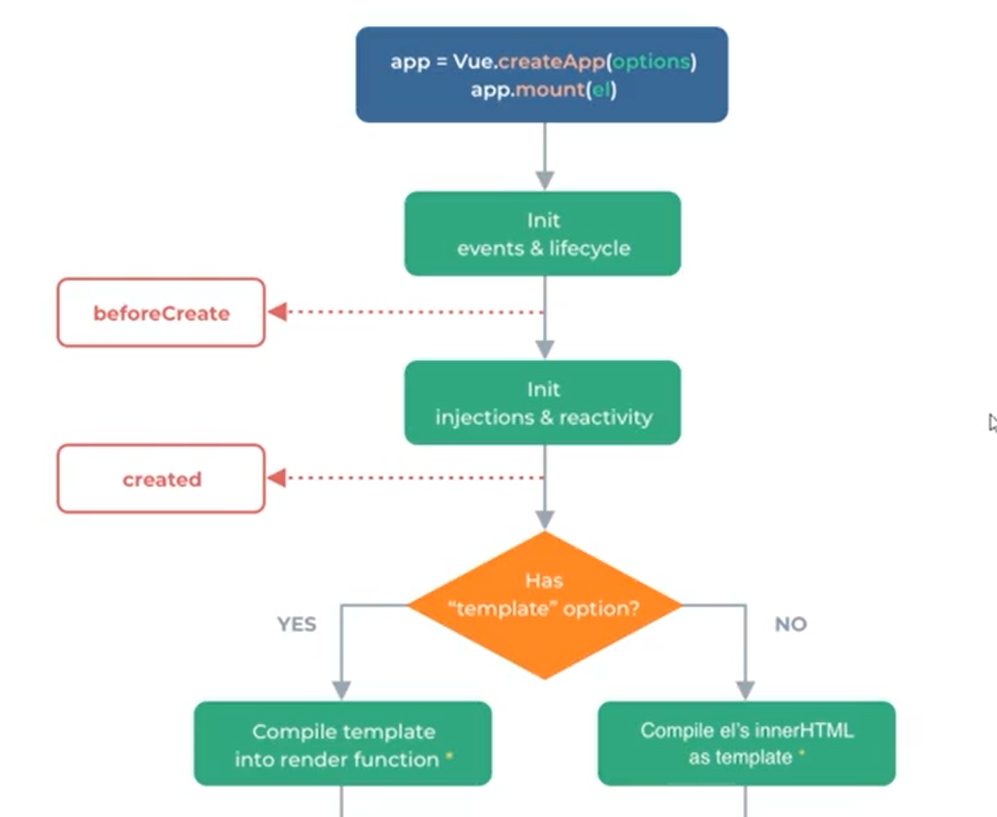 app = Vue.createApp(options)
app.mount(el)
Init
events & lifecycle
beforeCreate
Init
injections & reactivity
created
Has
“template” option?
YES
NO
Compile template
into render function *
Compile el's innerHTML
as template *